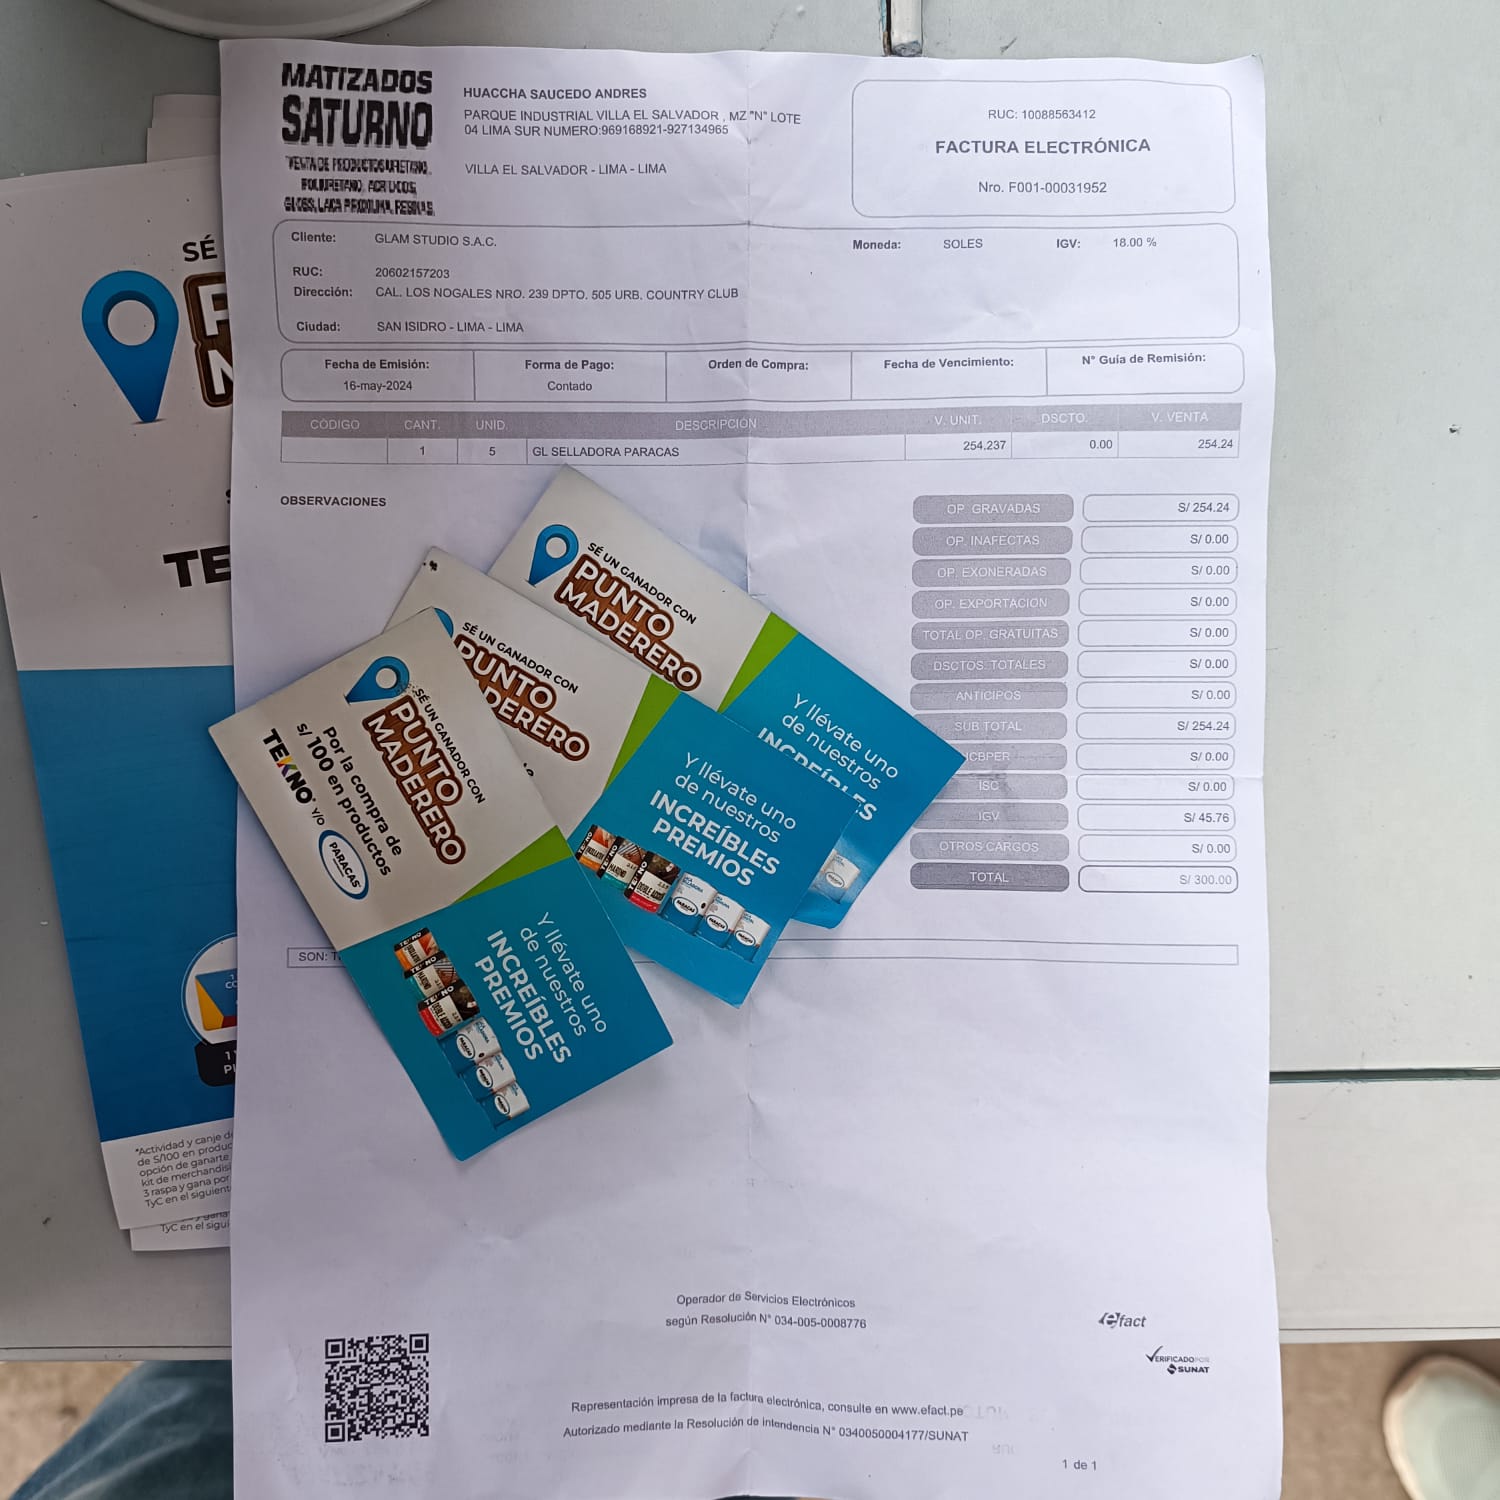 MATIZADOS
SATURNO
VENTA DE PRODUCTOS URETANO,
POLIURETANO, ACRILICOS,
GLOSS, LACA PIROXILINA, RESINAS,
HUACCHA SAUCEDO ANDRES
PARQUE INDUSTRIAL VILLA EL SALVADOR , MZ "N" LOTE
04 LIMA SUR NUMERO:969168921-927134965
VILLA EL SALVADOR - LIMA - LIMA
RUC: 10088563412
FACTURA ELECTRÓNICA
Nro. F001-00031952
Cliente: GLAM STUDIO S.A.C.
Moneda: SOLES IGV: 18.00 %
RUC: 20602157203
Dirección: CAL. LOS NOGALES NRO. 239 DPTO. 505 URB. COUNTRY CLUB
Ciudad: SAN ISIDRO - LIMA - LIMA
Fecha de Emisión: Forma de Pago: Orden de Compra: Fecha de Vencimiento: N° Guía de Remisión:
16-may-2024 Contado
CÓDIGO CANT. UNID. DESCRIPCION V. UNIT. DSCTO. V. VENTA
1 5 GL SELLADORA PARACAS 254.237 0.00 254.24
OBSERVACIONES
OP. GRAVADAS S/ 254.24
OP. INAFECTAS S/ 0.00
OP. EXONERADAS S/ 0.00
OP. EXPORTACION S/ 0.00
TOTAL OP. GRATUITAS S/ 0.00
DSCTOS. TOTALES S/ 0.00
ANTICIPOS S/ 0.00
SUB TOTAL S/ 254.24
ICBPER S/ 0.00
ISC S/ 0.00
IGV S/ 45.76
OTROS CARGOS S/ 0.00
TOTAL S/ 300.00
SON:
SÉ UN GANADOR CON
PUNTO
MADERERO
Y llévate uno
de nuestros
INCREÍBLES
SÉ UN GANADOR CON
PUNTO
MADERERO
Y llévate uno
de nuestros
INCREÍBLES
PREMIOS
SÉ UN GANADOR CON
PUNTO
MADERERO
Por la compra de
s/ 100 en productos
TEKNO Y/O PARACAS
Y llévate uno
de nuestros
INCREÍBLES
PREMIOS
SÉ
TE
*Actividad y canje d
de S/100 en produc
opción de ganarte
kit de merchandis
3 raspa y gana por
TyC en el siguient
TyC en el sigui
Operador de Servicios Electrónicos
según Resolución N° 034-005-0008776
efact
VERIFICADO POR
SUNAT
Representación impresa de la factura electrónica, consulte en www.efact.pe
Autorizado mediante la Resolución de intendencia N° 0340050004177/SUNAT
1 de 1